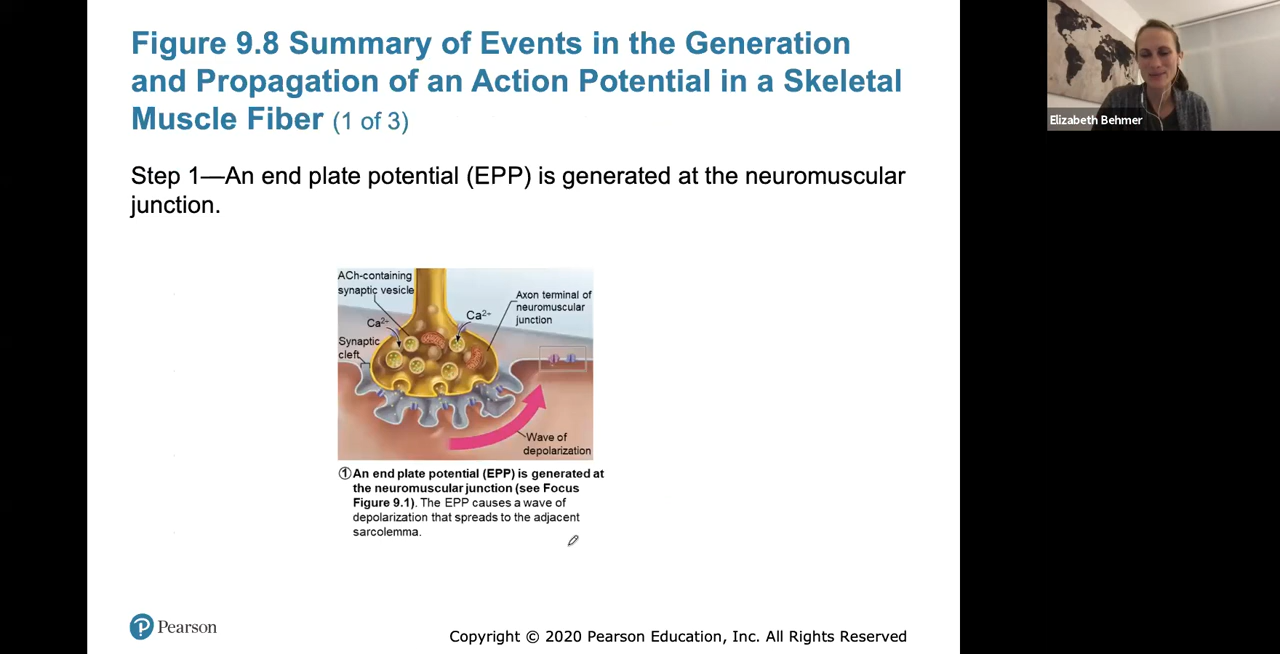 Figure 9.8 Summary of Events in the Generation
and Propagation of an Action Potential in a Skeletal
Muscle Fiber (1 of 3)
Elizabeth Behmer
Step 1—An end plate potential (EPP) is generated at the neuromuscular
junction.
ACh-containing
synaptic vesicle
Ca2+
Ca2+
Axon terminal of
neuromuscular
junction
Synaptic
cleft
Wave of
depolarization
① An end plate potential (EPP) is generated at
the neuromuscular junction (see Focus
Figure 9.1). The EPP causes a wave of
depolarization that spreads to the adjacent
sarcolemma.
P Pearson
Copyright © 2020 Pearson Education, Inc. All Rights Reserved